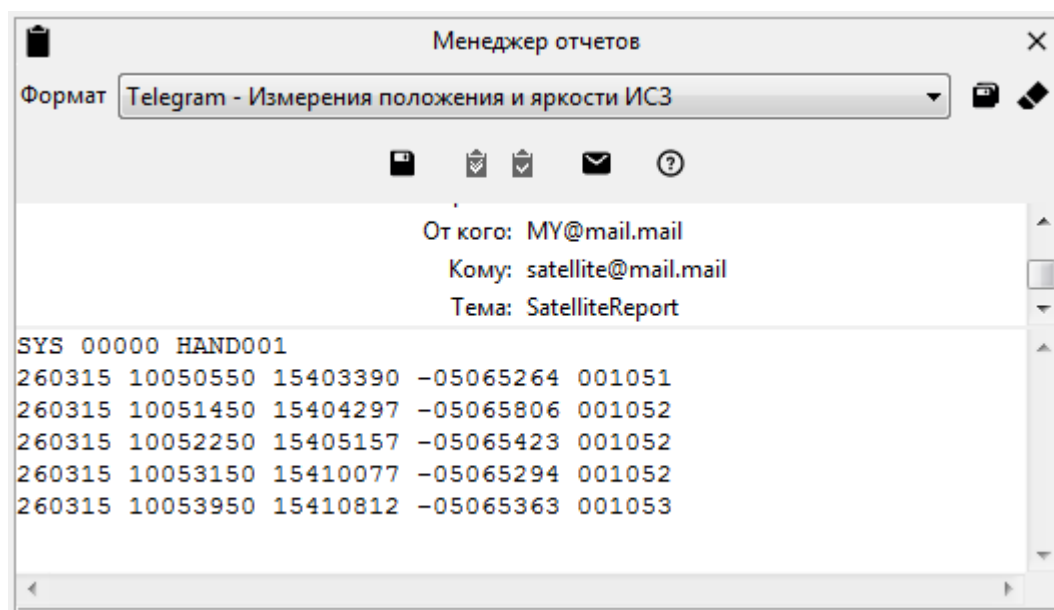 Менеджер отчетов
Формат Telegram - Измерения положения и яркости ИСЗ
От кого: MY@mail.mail
Кому: satellite@mail.mail
Тема: SatelliteReport
SYS 00000 HAND001
260315 10050550 15403390 -05065264 001051
260315 10051450 15404297 -05065806 001052
260315 10052250 15405157 -05065423 001052
260315 10053150 15410077 -05065294 001052
260315 10053950 15410812 -05065363 001053